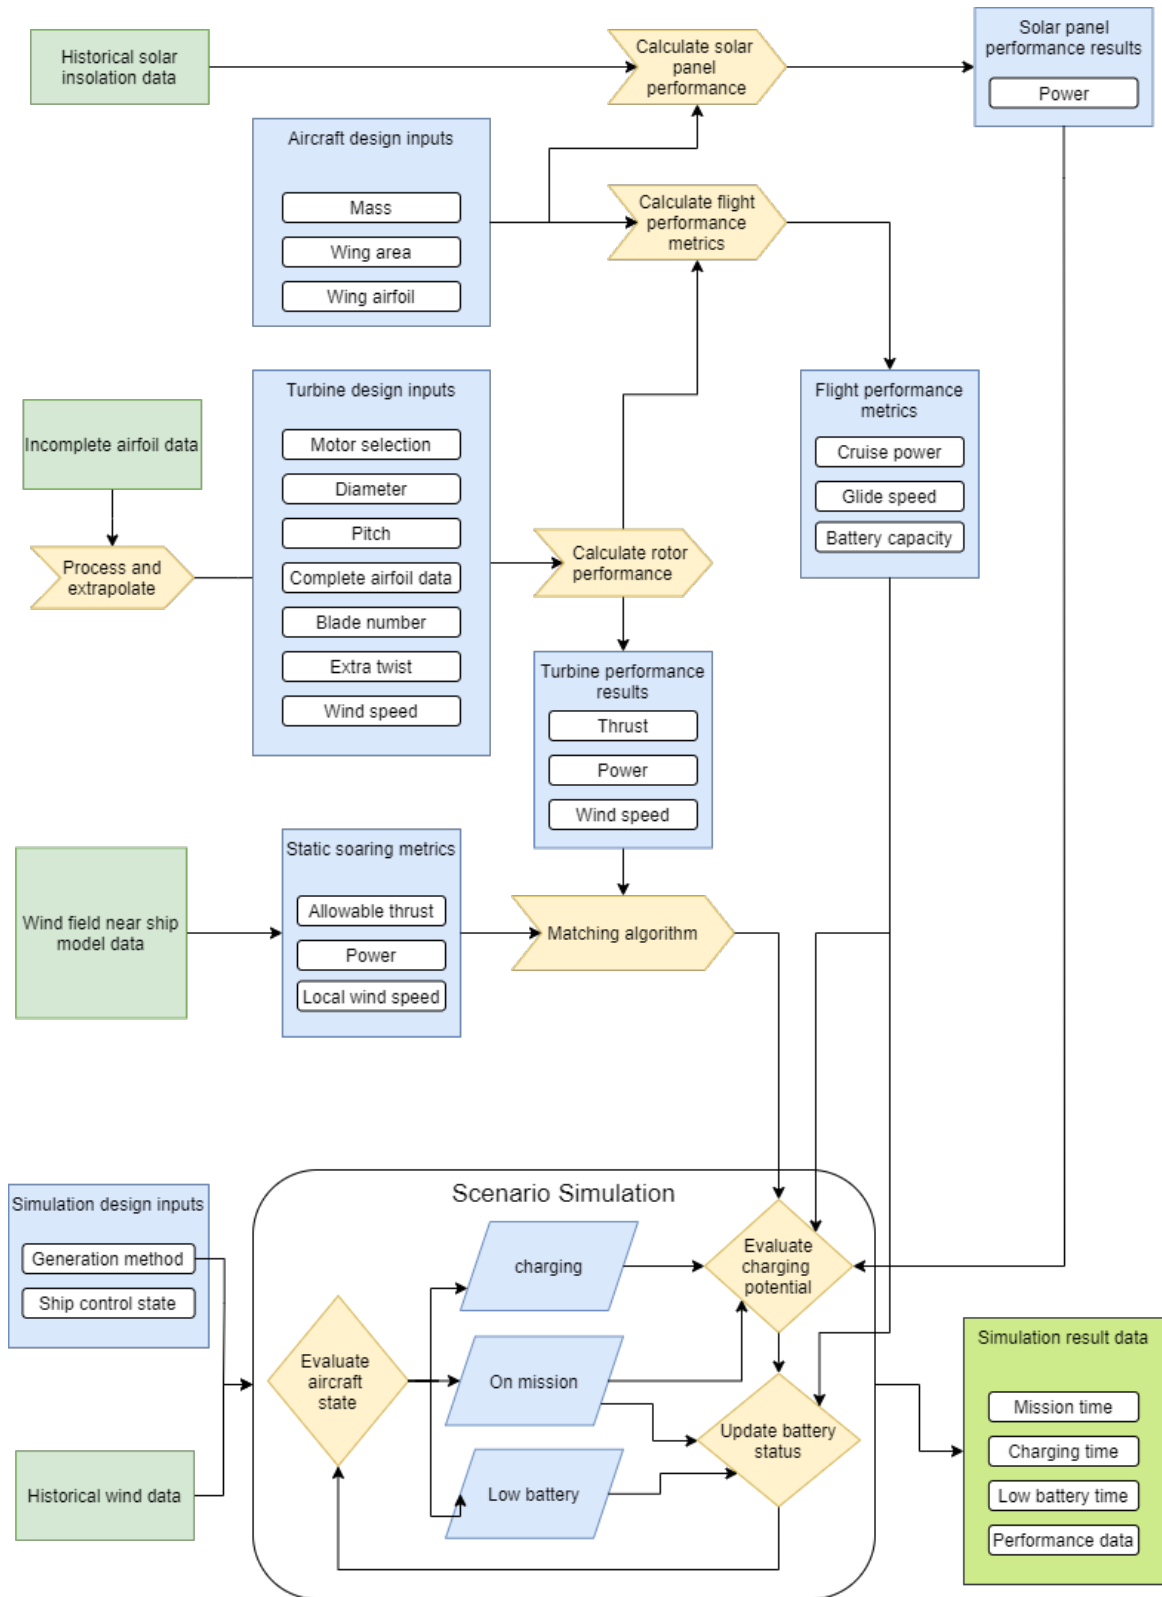 Historical solar
insolation data
Calculate solar
panel
performance
Solar panel
performance results
Power
Aircraft design inputs
Mass
Wing area
Wing airfoil
Calculate flight
performance
metrics
Turbine design inputs
Motor selection
Diameter
Pitch
Complete airfoil data
Blade number
Extra twist
Wind speed
Incomplete airfoil data
Process and
extrapolate
Flight performance
metrics
Cruise power
Glide speed
Battery capacity
Calculate rotor
performance
Turbine performance
results
Thrust
Power
Wind speed
Static soaring metrics
Allowable thrust
Power
Local wind speed
Wind field near ship
model data
Matching algorithm
Simulation design inputs
Generation method
Ship control state
Historical wind data
Scenario Simulation
charging
Evaluate
charging
potential
Evaluate
aircraft
state
On mission
Update battery
status
Low battery
Simulation result data
Mission time
Charging time
Low battery time
Performance data